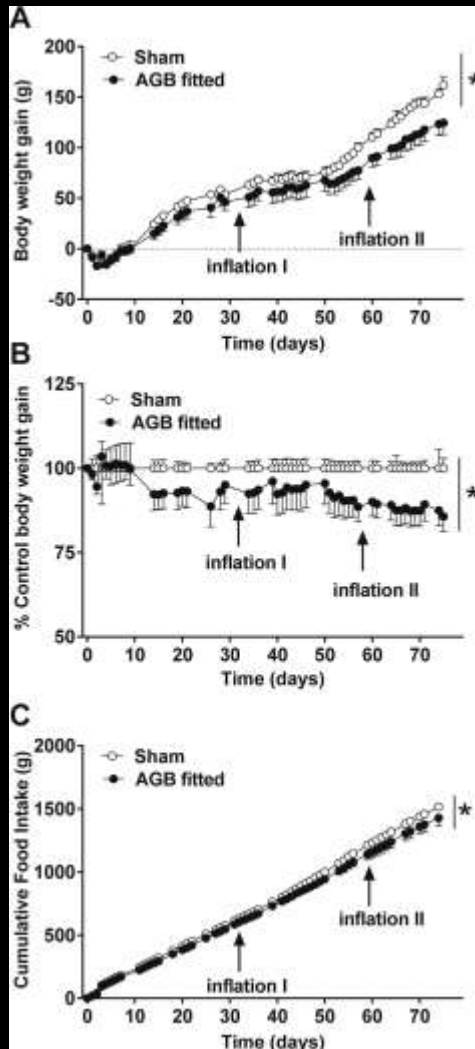 A
Body weight gain (g)
200
150
100
50
0
-50
Sham
AGB fitted
*
inflation I
inflation II
0 10 20 30 40 50 60 70
Time (days)
B
% Control body weight gain
125
100
75
50
Sham
AGB fitted
*
inflation I
inflation II
0 10 20 30 40 50 60 70
Time (days)
C
Cumulative Food Intake (g)
2000
1500
1000
500
0
Sham
AGB fitted
*
inflation I
inflation II
0 10 20 30 40 50 60 70
Time (days)